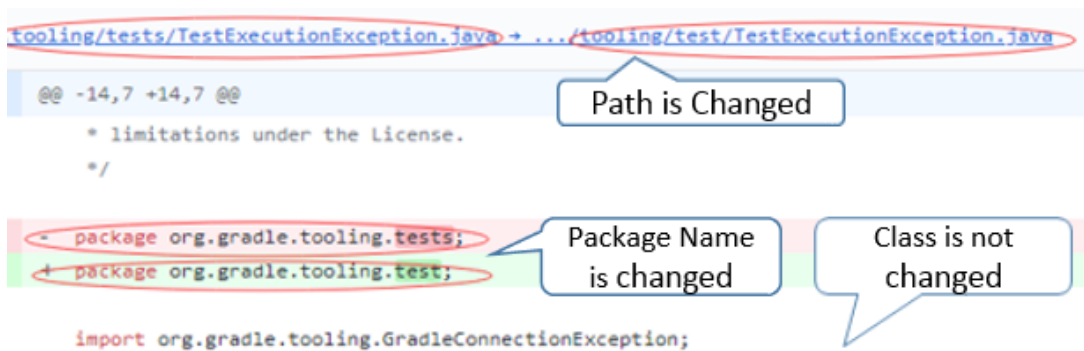 tooling/tests/TestExecutionException.java → .../tooling/test/TestExecutionException.java
@@ -14,7 +14,7 @@
Path is Changed
* limitations under the License.
*/
- package org.gradle.tooling.tests;
+ package org.gradle.tooling.test;
Package Name
is changed
Class is not
changed
import org.gradle.tooling.GradleConnectionException;